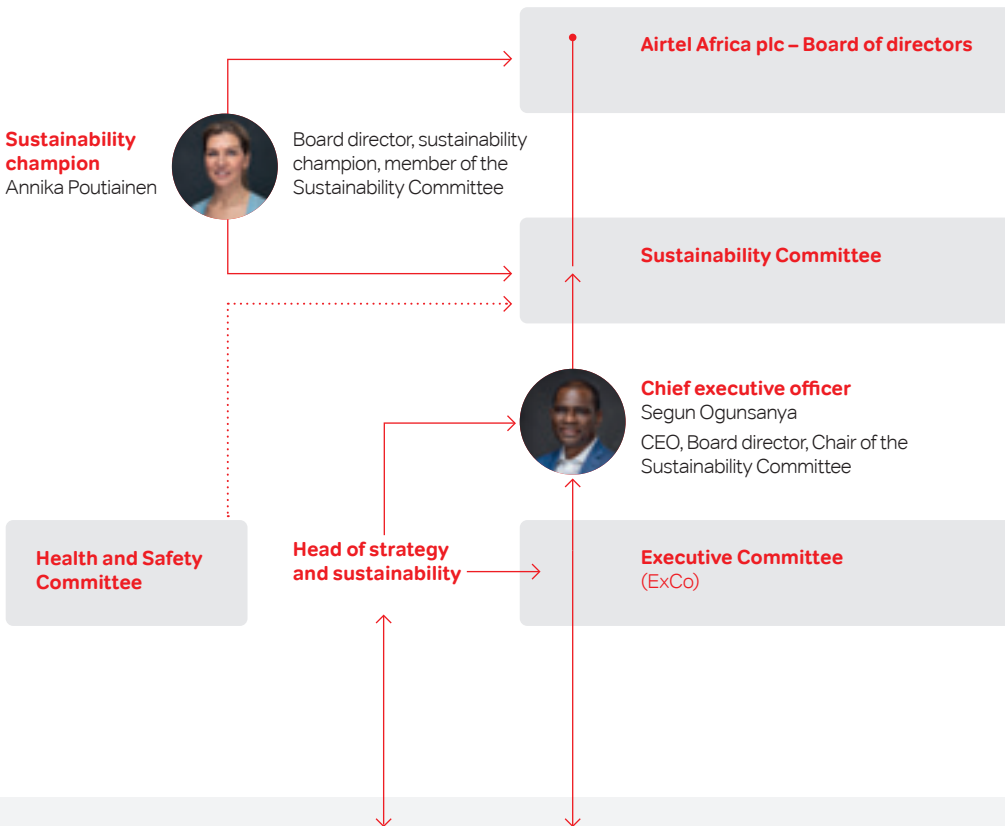 Airtel Africa plc – Board of directors
Sustainability
champion
Annika Poutiainen
Board director, sustainability
champion, member of the
Sustainability Committee
Sustainability Committee
Chief executive officer
Segun Ogunsanya
CEO, Board director, Chair of the
Sustainability Committee
Health and Safety
Committee
Head of strategy
and sustainability
Executive Committee
(ExCo)